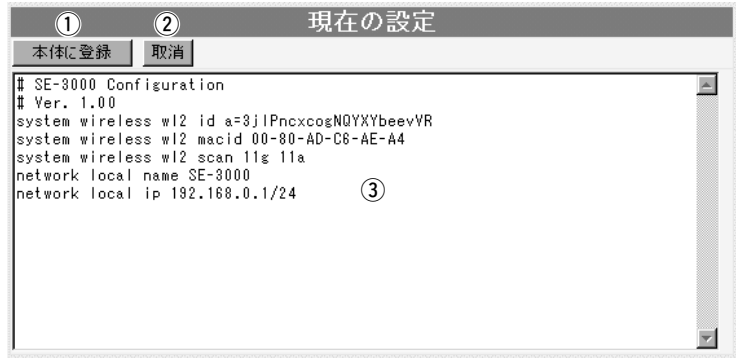 現在の設定
① ②
本体に登録 取消
# SE-3000 Configuration
# Ver. 1.00
system wireless wl2 id a=3jlPncxcogNQYXYbeevVR
system wireless wl2 macid 00-80-AD-C6-AE-A4
system wireless wl2 scan 11g 11a
network local name SE-3000
network local ip 192.168.0.1/24
③